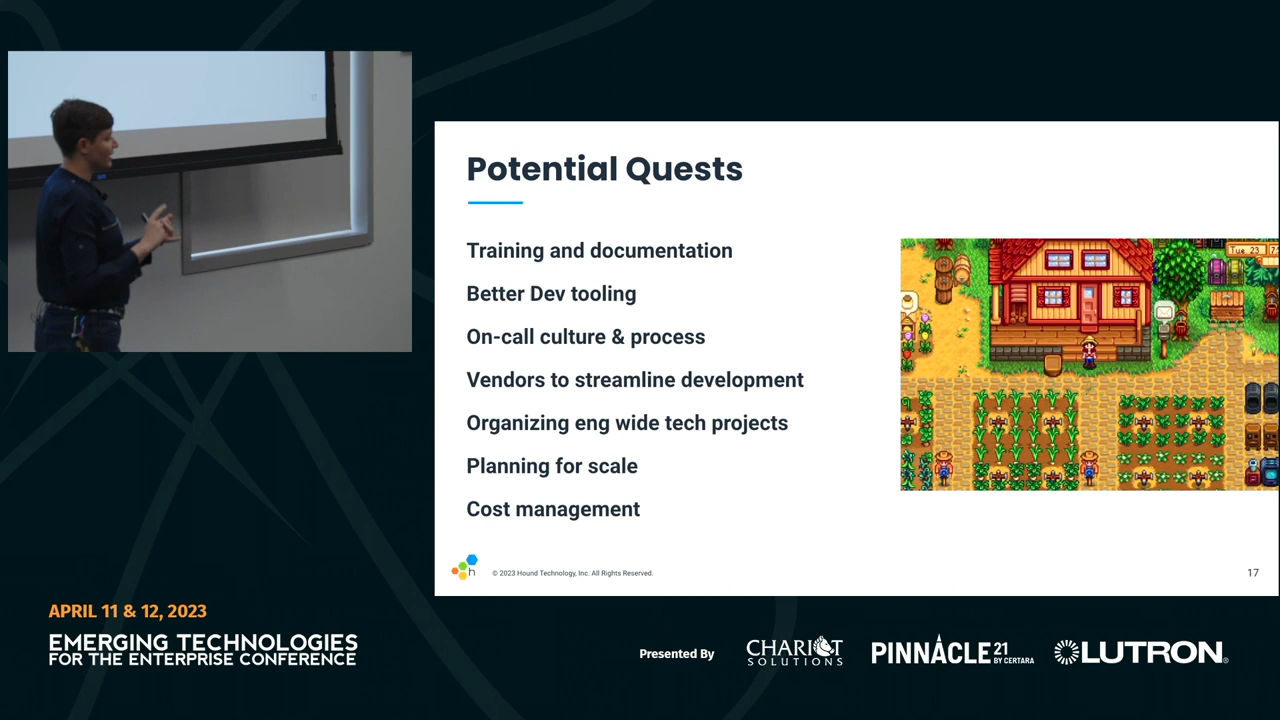 Potential Quests
Training and documentation
Better Dev tooling
On-call culture & process
Vendors to streamline development
Organizing eng wide tech projects
Planning for scale
Cost management
Tue. 23
h
© 2023 Hound Technology, Inc. All Rights Reserved.
17
APRIL 11 & 12, 2023
EMERGING TECHNOLOGIES
FOR THE ENTERPRISE CONFERENCE
Presented By
CHARIOT
SOLUTIONS
PINNACLE 21
BY CERTARA
LUTRON®